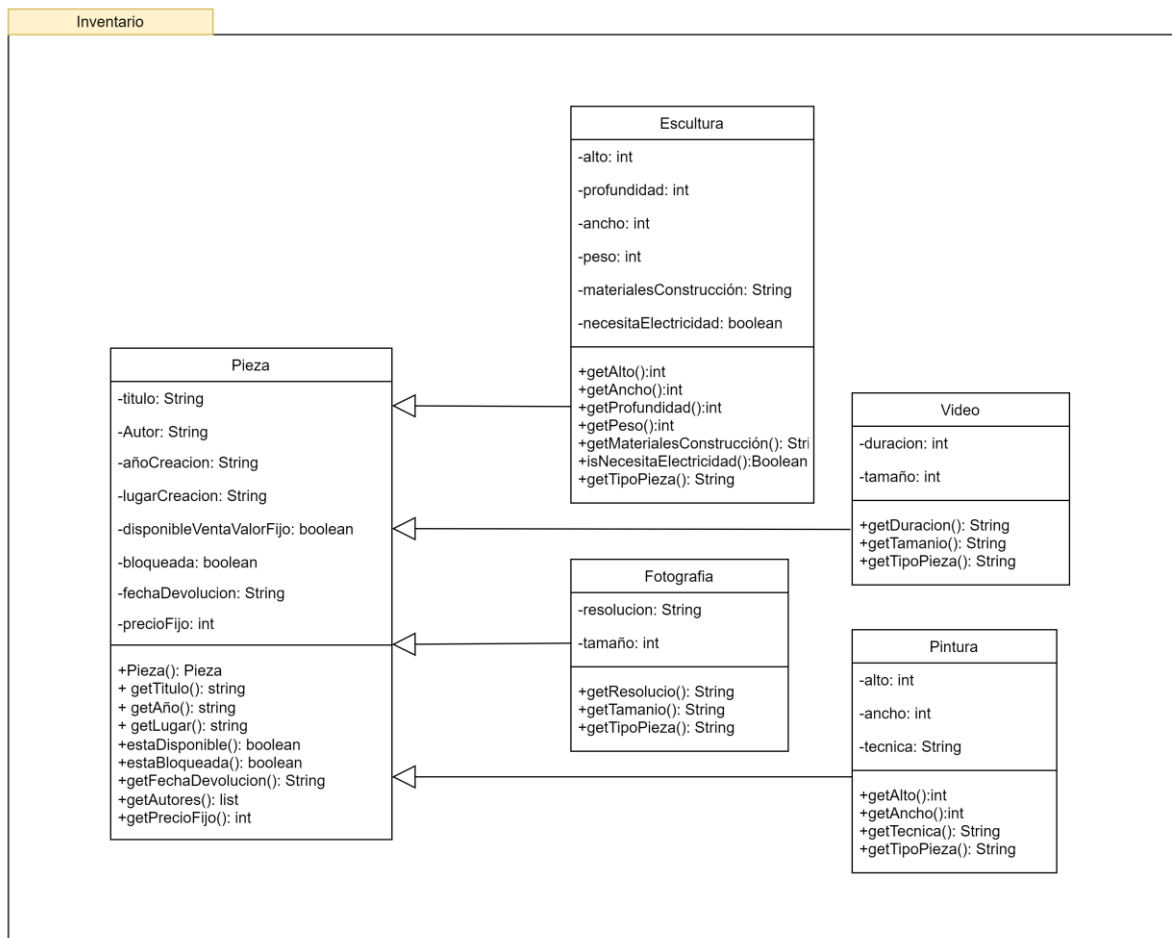 Inventario
Escultura
-alto: int
-profundidad: int
-ancho: int
-peso: int
-materialesConstrucción: String
-necesitaElectricidad: boolean
+getAlto():int
+getAncho():int
+getProfundidad():int
+getPeso():int
+getMaterialesConstrucción(): Stri
+isNecesitaElectricidad():Boolean
+getTipoPieza(): String
Pieza
-titulo: String
-Autor: String
-añoCreacion: String
-lugarCreacion: String
-disponibleVentaValorFijo: boolean
-bloqueada: boolean
-fechaDevolucion: String
-precioFijo: int
+Pieza(): Pieza
+ getTitulo(): string
+ getAño(): string
+ getLugar(): string
+estaDisponible(): boolean
+estaBloqueada(): boolean
+getFechaDevolucion(): String
+getAutores(): list
+getPrecioFijo(): int
Video
-duracion: int
-tamaño: int
+getDuracion(): String
+getTamanio(): String
+getTipoPieza(): String
Fotografia
-resolucion: String
-tamaño: int
+getResolucio(): String
+getTamanio(): String
+getTipoPieza(): String
Pintura
-alto: int
-ancho: int
-tecnica: String
+getAlto():int
+getAncho():int
+getTecnica(): String
+getTipoPieza(): String